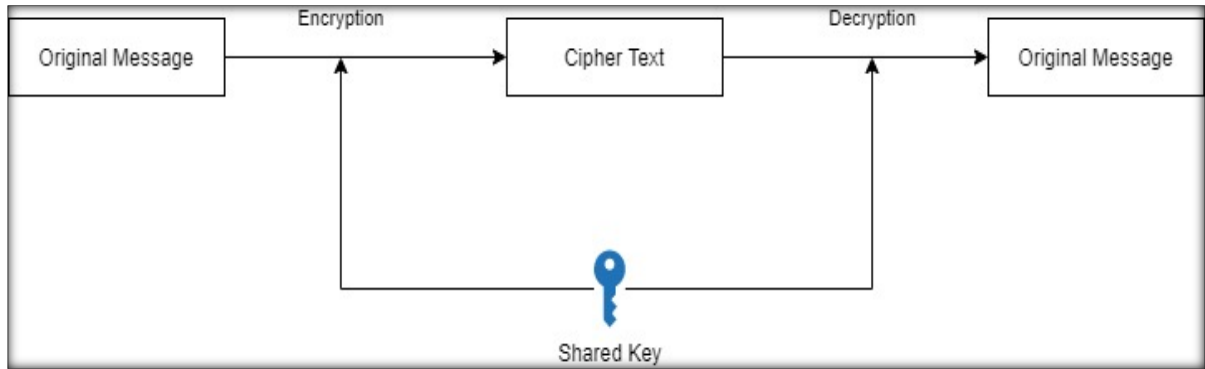 Encryption
Decryption
Original Message
Cipher Text
Original Message
Shared Key